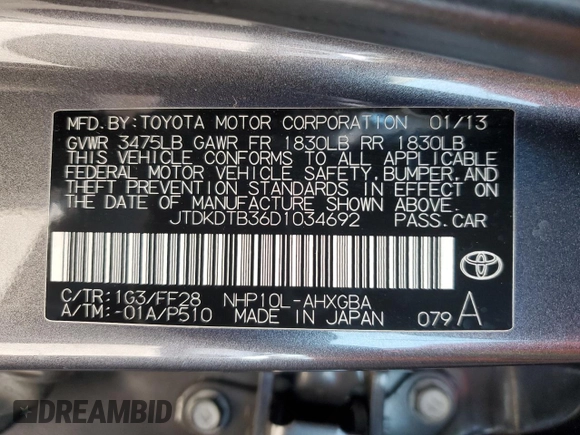 MFD.BY:TOYOTA MOTOR CORPORATION 01/13
GVWR 3475LB GAWR FR 1830LB RR 1830LB
THIS VEHICLE CONFORMS TO ALL APPLICABLE
FEDERAL MOTOR VEHICLE SAFETY,BUMPER,AND
THEFT PREVENTION STANDARDS IN EFFECT ON
THE DATE OF MANUFACTURE SHOWN ABOVE.
JTDKDTB36D1034692 PASS.CAR
C/TR:1G3/FF28 NHP10L-AHXGBA
A/TM:-01A/P510 MADE IN JAPAN 079 A
DREAMBID